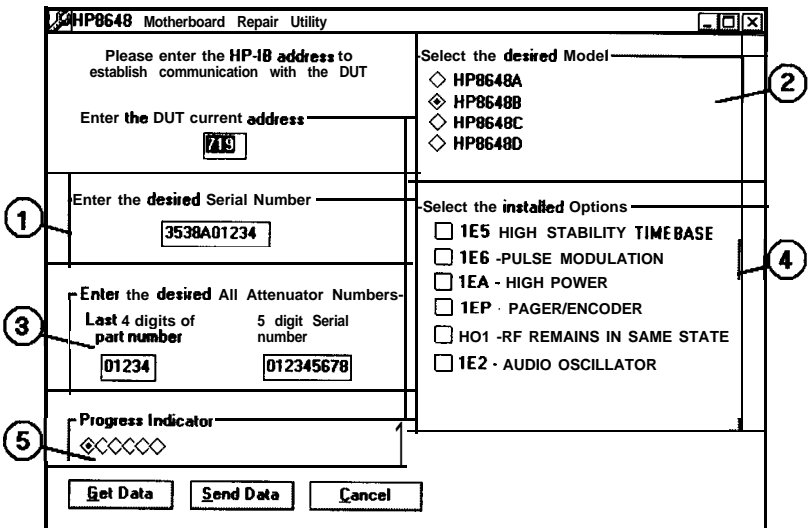 HP8648 Motherboard Repair Utility
Please enter the HP-IB address to
establish communication with the DUT
Enter the DUT current address
719
Enter the desired Serial Number
3538A01234
1
Enter the desired All Attenuator Numbers
Last 4 digits of
part number
01234
5 digit Serial
number
012345678
3
Progress Indicator
5
Get Data
Send Data
Cancel
Select the desired Model
HP8648A
HP8648B
HP8648C
HP8648D
2
Select the installed Options
1E5 HIGH STABILITY TIMEBASE
1E6 -PULSE MODULATION
1EA - HIGH POWER
1EP - PAGER/ENCODER
HO1 -RF REMAINS IN SAME STATE
1E2 - AUDIO OSCILLATOR
4